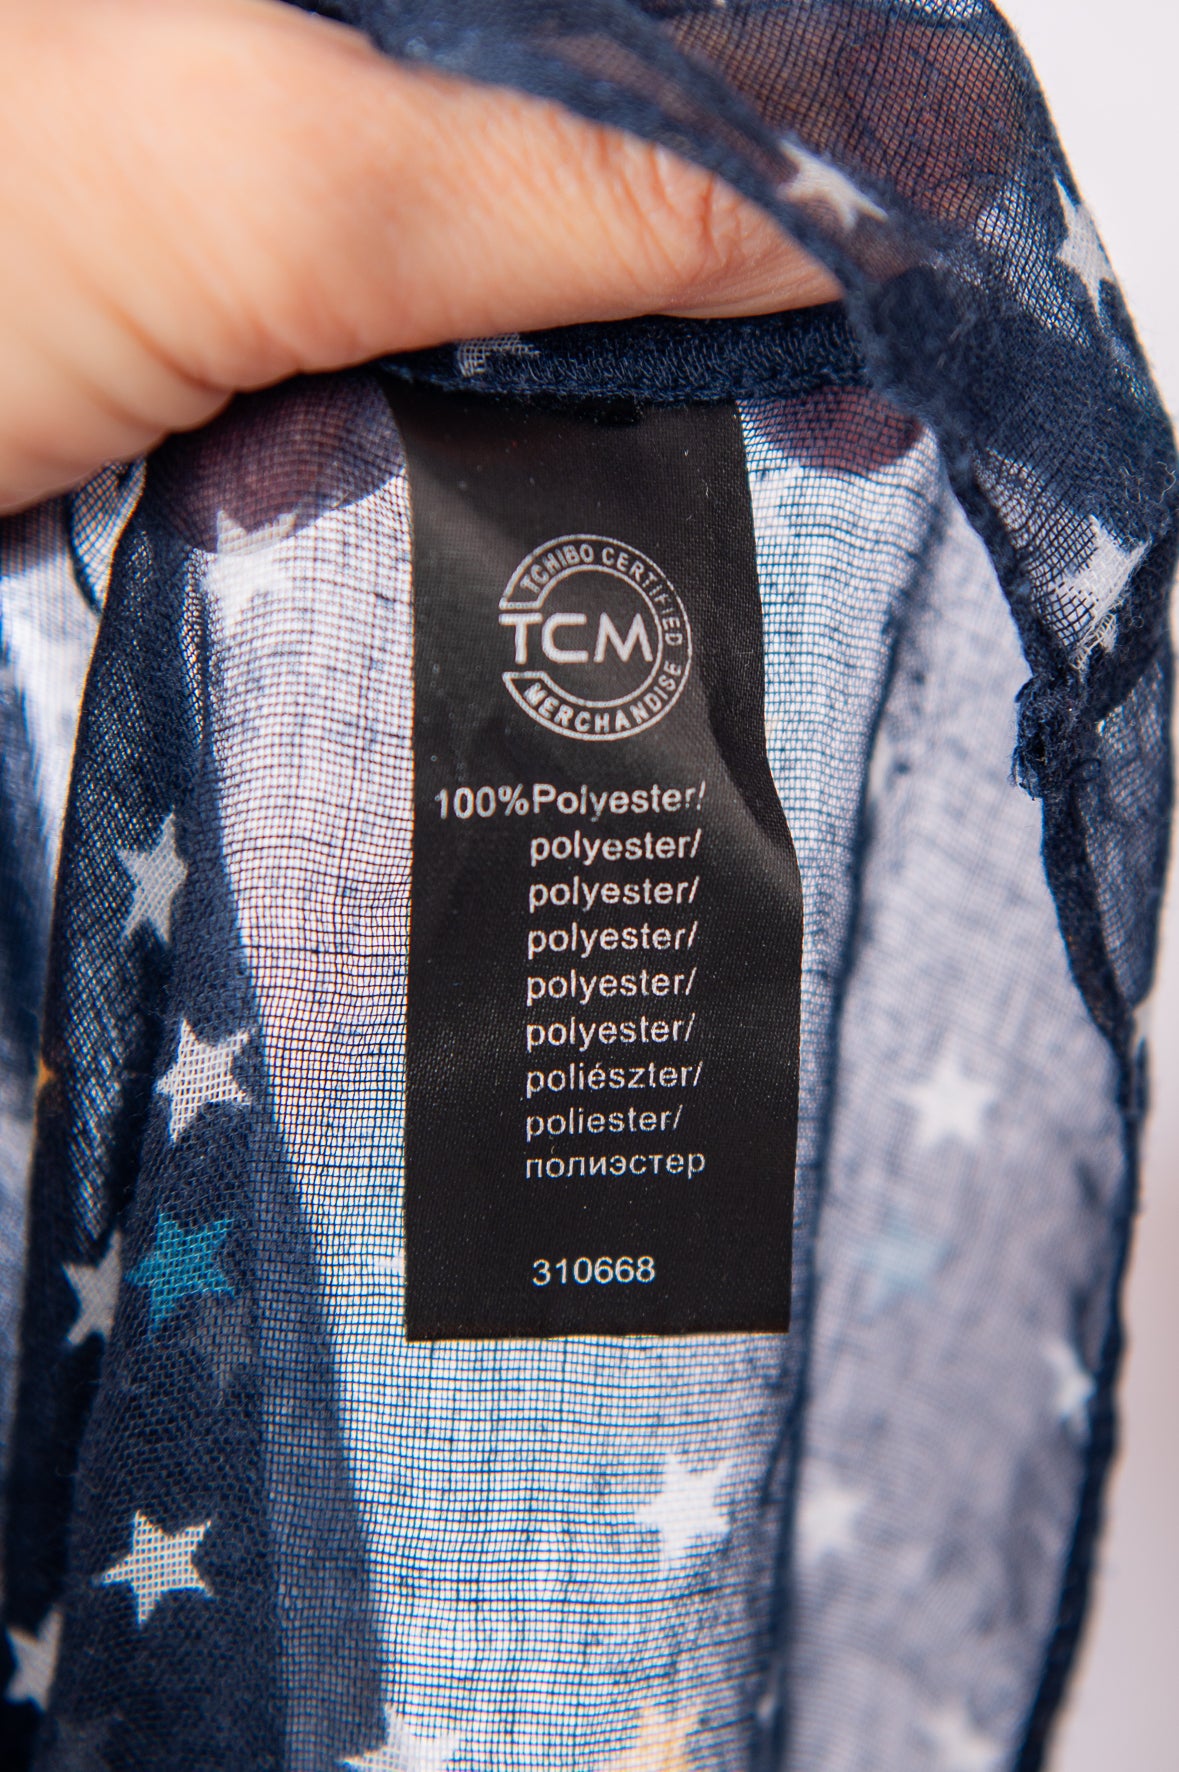 TCHIBO CERTIFIED
TCM
MERCHANDISE
100%Polyester/
polyester/
polyester/
polyester/
polyester/
polyester/
poliészter/
poliester/
полиэстер
310668